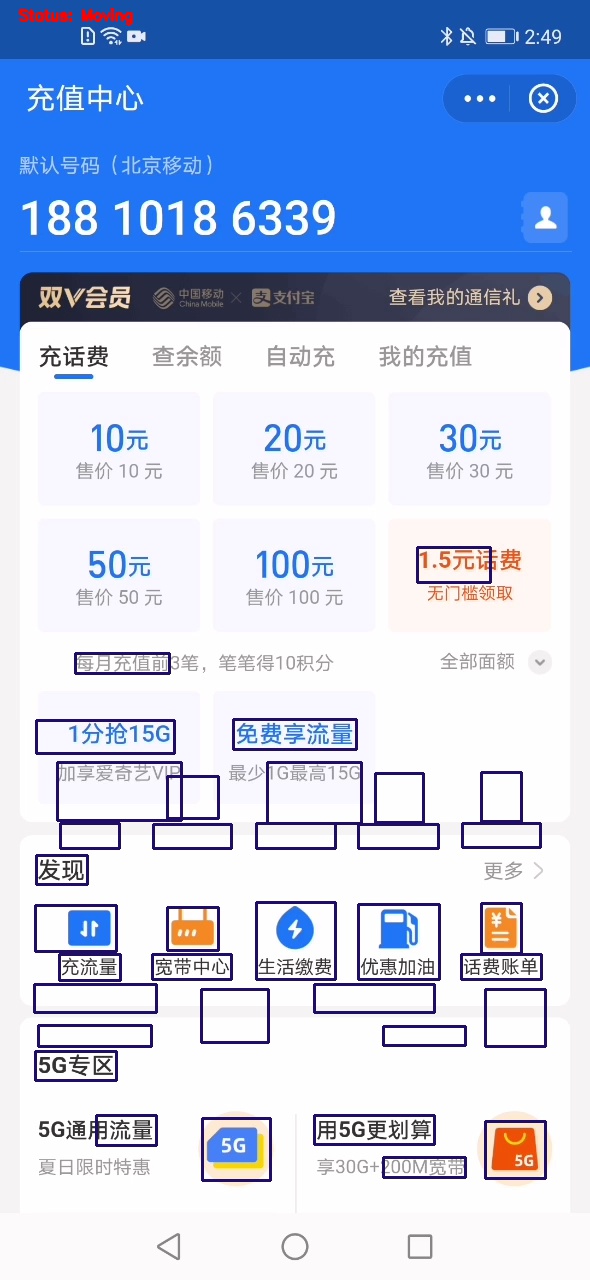 Status: Moving
2:49
充值中心
默认号码（北京移动）
188 1018 6339
双V会员 中国移动 China Mobile × 支付宝 查看我的通信礼
充话费 查余额 自动充 我的充值
10元 20元 30元
售价 10 元 售价 20 元 售价 30 元
50元 100元 1.5元话费
售价 50 元 售价 100 元 无门槛领取
每月充值前3笔，笔笔得10积分 全部面额
1分抢15G 免费享流量
加享爱奇艺VIP 最少1G最高15G
发现 更多
充流量 宽带中心 生活缴费 优惠加油 话费账单
5G专区
5G通用流量 5G 用5G更划算 5G
夏日限时特惠 享30G+200M宽带